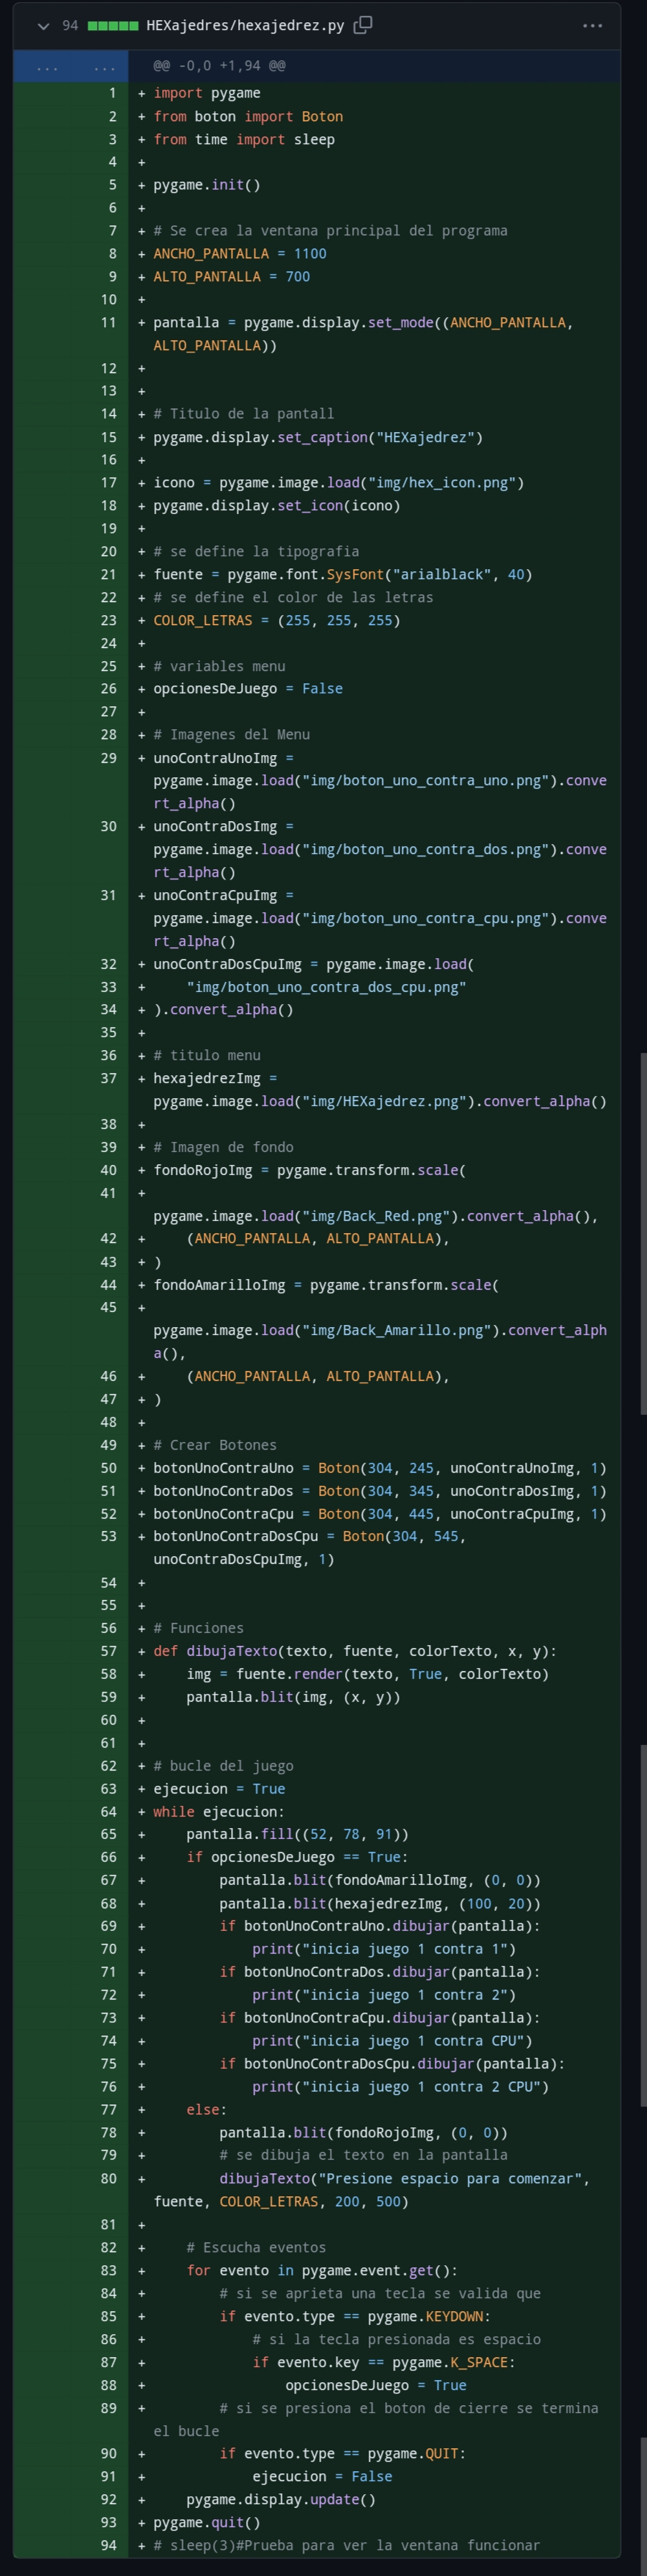 94 HEXajedres/hexajedrez.py
... ... @@ -0,0 +1,94 @@
1 + import pygame
2 + from boton import Boton
3 + from time import sleep
4 +
5 + pygame.init()
6 +
7 + # Se crea la ventana principal del programa
8 + ANCHO_PANTALLA = 1100
9 + ALTO_PANTALLA = 700
10 +
11 + pantalla = pygame.display.set_mode((ANCHO_PANTALLA,
ALTO_PANTALLA))
12 +
13 +
14 + # Titulo de la pantall
15 + pygame.display.set_caption("HEXajedrez")
16 +
17 + icono = pygame.image.load("img/hex_icon.png")
18 + pygame.display.set_icon(icono)
19 +
20 + # se define la tipografia
21 + fuente = pygame.font.SysFont("arialblack", 40)
22 + # se define el color de las letras
23 + COLOR_LETRAS = (255, 255, 255)
24 +
25 + # variables menu
26 + opcionesDeJuego = False
27 +
28 + # Imagenes del Menu
29 + unoContraUnoImg =
pygame.image.load("img/boton_uno_contra_uno.png").conve
rt_alpha()
30 + unoContraDosImg =
pygame.image.load("img/boton_uno_contra_dos.png").conve
rt_alpha()
31 + unoContraCpuImg =
pygame.image.load("img/boton_uno_contra_cpu.png").conve
rt_alpha()
32 + unoContraDosCpuImg = pygame.image.load(
33 +     "img/boton_uno_contra_dos_cpu.png"
34 + ).convert_alpha()
35 +
36 + # titulo menu
37 + hexajedrezImg =
pygame.image.load("img/HEXajedrez.png").convert_alpha()
38 +
39 + # Imagen de fondo
40 + fondoRojoImg = pygame.transform.scale(
41 +
pygame.image.load("img/Back_Red.png").convert_alpha(),
42 +     (ANCHO_PANTALLA, ALTO_PANTALLA),
43 + )
44 + fondoAmarilloImg = pygame.transform.scale(
45 +
pygame.image.load("img/Back_Amarillo.png").convert_alph
a(),
46 +     (ANCHO_PANTALLA, ALTO_PANTALLA),
47 + )
48 +
49 + # Crear Botones
50 + botonUnoContraUno = Boton(304, 245, unoContraUnoImg, 1)
51 + botonUnoContraDos = Boton(304, 345, unoContraDosImg, 1)
52 + botonUnoContraCpu = Boton(304, 445, unoContraCpuImg, 1)
53 + botonUnoContraDosCpu = Boton(304, 545,
unoContraDosCpuImg, 1)
54 +
55 +
56 + # Funciones
57 + def dibujaTexto(texto, fuente, colorTexto, x, y):
58 +     img = fuente.render(texto, True, colorTexto)
59 +     pantalla.blit(img, (x, y))
60 +
61 +
62 + # bucle del juego
63 + ejecucion = True
64 + while ejecucion:
65 +     pantalla.fill((52, 78, 91))
66 +     if opcionesDeJuego == True:
67 +         pantalla.blit(fondoAmarilloImg, (0, 0))
68 +         pantalla.blit(hexajedrezImg, (100, 20))
69 +         if botonUnoContraUno.dibujar(pantalla):
70 +             print("inicia juego 1 contra 1")
71 +         if botonUnoContraDos.dibujar(pantalla):
72 +             print("inicia juego 1 contra 2")
73 +         if botonUnoContraCpu.dibujar(pantalla):
74 +             print("inicia juego 1 contra CPU")
75 +         if botonUnoContraDosCpu.dibujar(pantalla):
76 +             print("inicia juego 1 contra 2 CPU")
77 +     else:
78 +         pantalla.blit(fondoRojoImg, (0, 0))
79 +         # se dibuja el texto en la pantalla
80 +         dibujaTexto("Presione espacio para comenzar",
fuente, COLOR_LETRAS, 200, 500)
81 +
82 +     # Escucha eventos
83 +     for evento in pygame.event.get():
84 +         # si se aprieta una tecla se valida que
85 +         if evento.type == pygame.KEYDOWN:
86 +             # si la tecla presionada es espacio
87 +             if evento.key == pygame.K_SPACE:
88 +                 opcionesDeJuego = True
89 +         # si se presiona el boton de cierre se termina
el bucle
90 +         if evento.type == pygame.QUIT:
91 +             ejecucion = False
92 +     pygame.display.update()
93 + pygame.quit()
94 + # sleep(3)#Prueba para ver la ventana funcionar